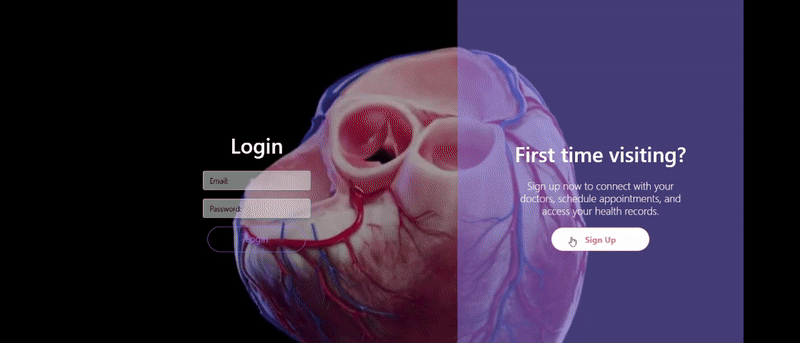 Login
Email:
Password:
Login
First time visiting?
Sign up now to connect with your
doctors, schedule appointments, and
access your health records.
Sign Up